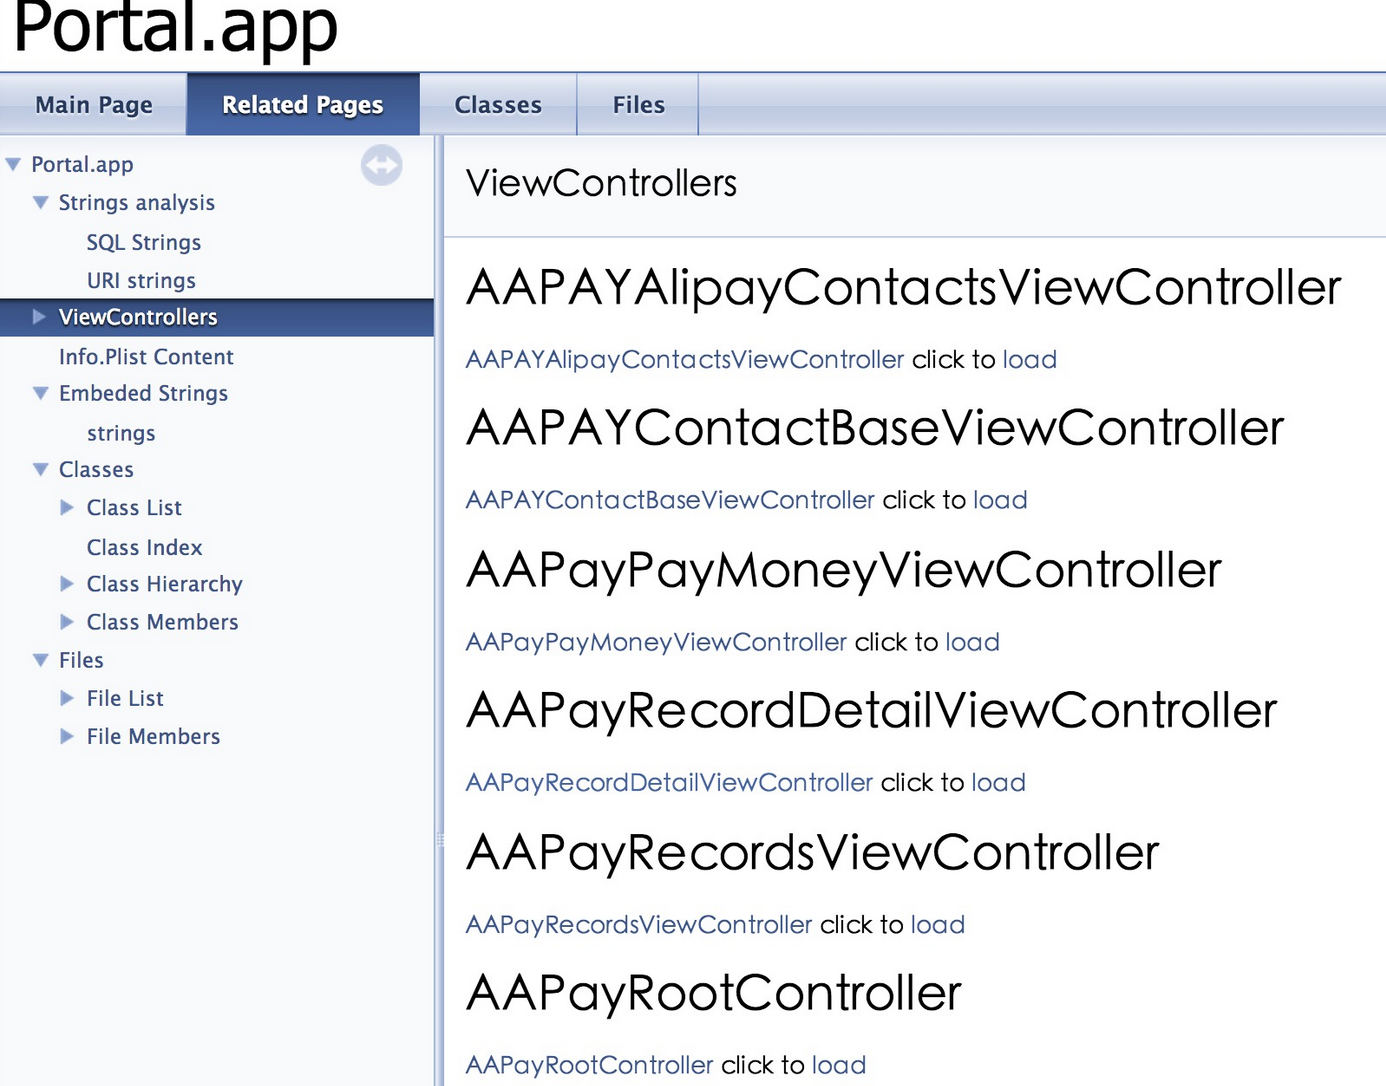 Portal.app
Main Page
Related Pages
Classes
Files
Portal.app
Strings analysis
SQL Strings
URI strings
ViewControllers
Info.Plist Content
Embeded Strings
strings
Classes
Class List
Class Index
Class Hierarchy
Class Members
Files
File List
File Members
ViewControllers
AAPAYAlipayContactsViewController
AAPAYAlipayContactsViewController click to load
AAPAYContactBaseViewController
AAPAYContactBaseViewController click to load
AAPayPayMoneyViewController
AAPayPayMoneyViewController click to load
AAPayRecordDetailViewController
AAPayRecordDetailViewController click to load
AAPayRecordsViewController
AAPayRecordsViewController click to load
AAPayRootController
AAPayRootController click to load